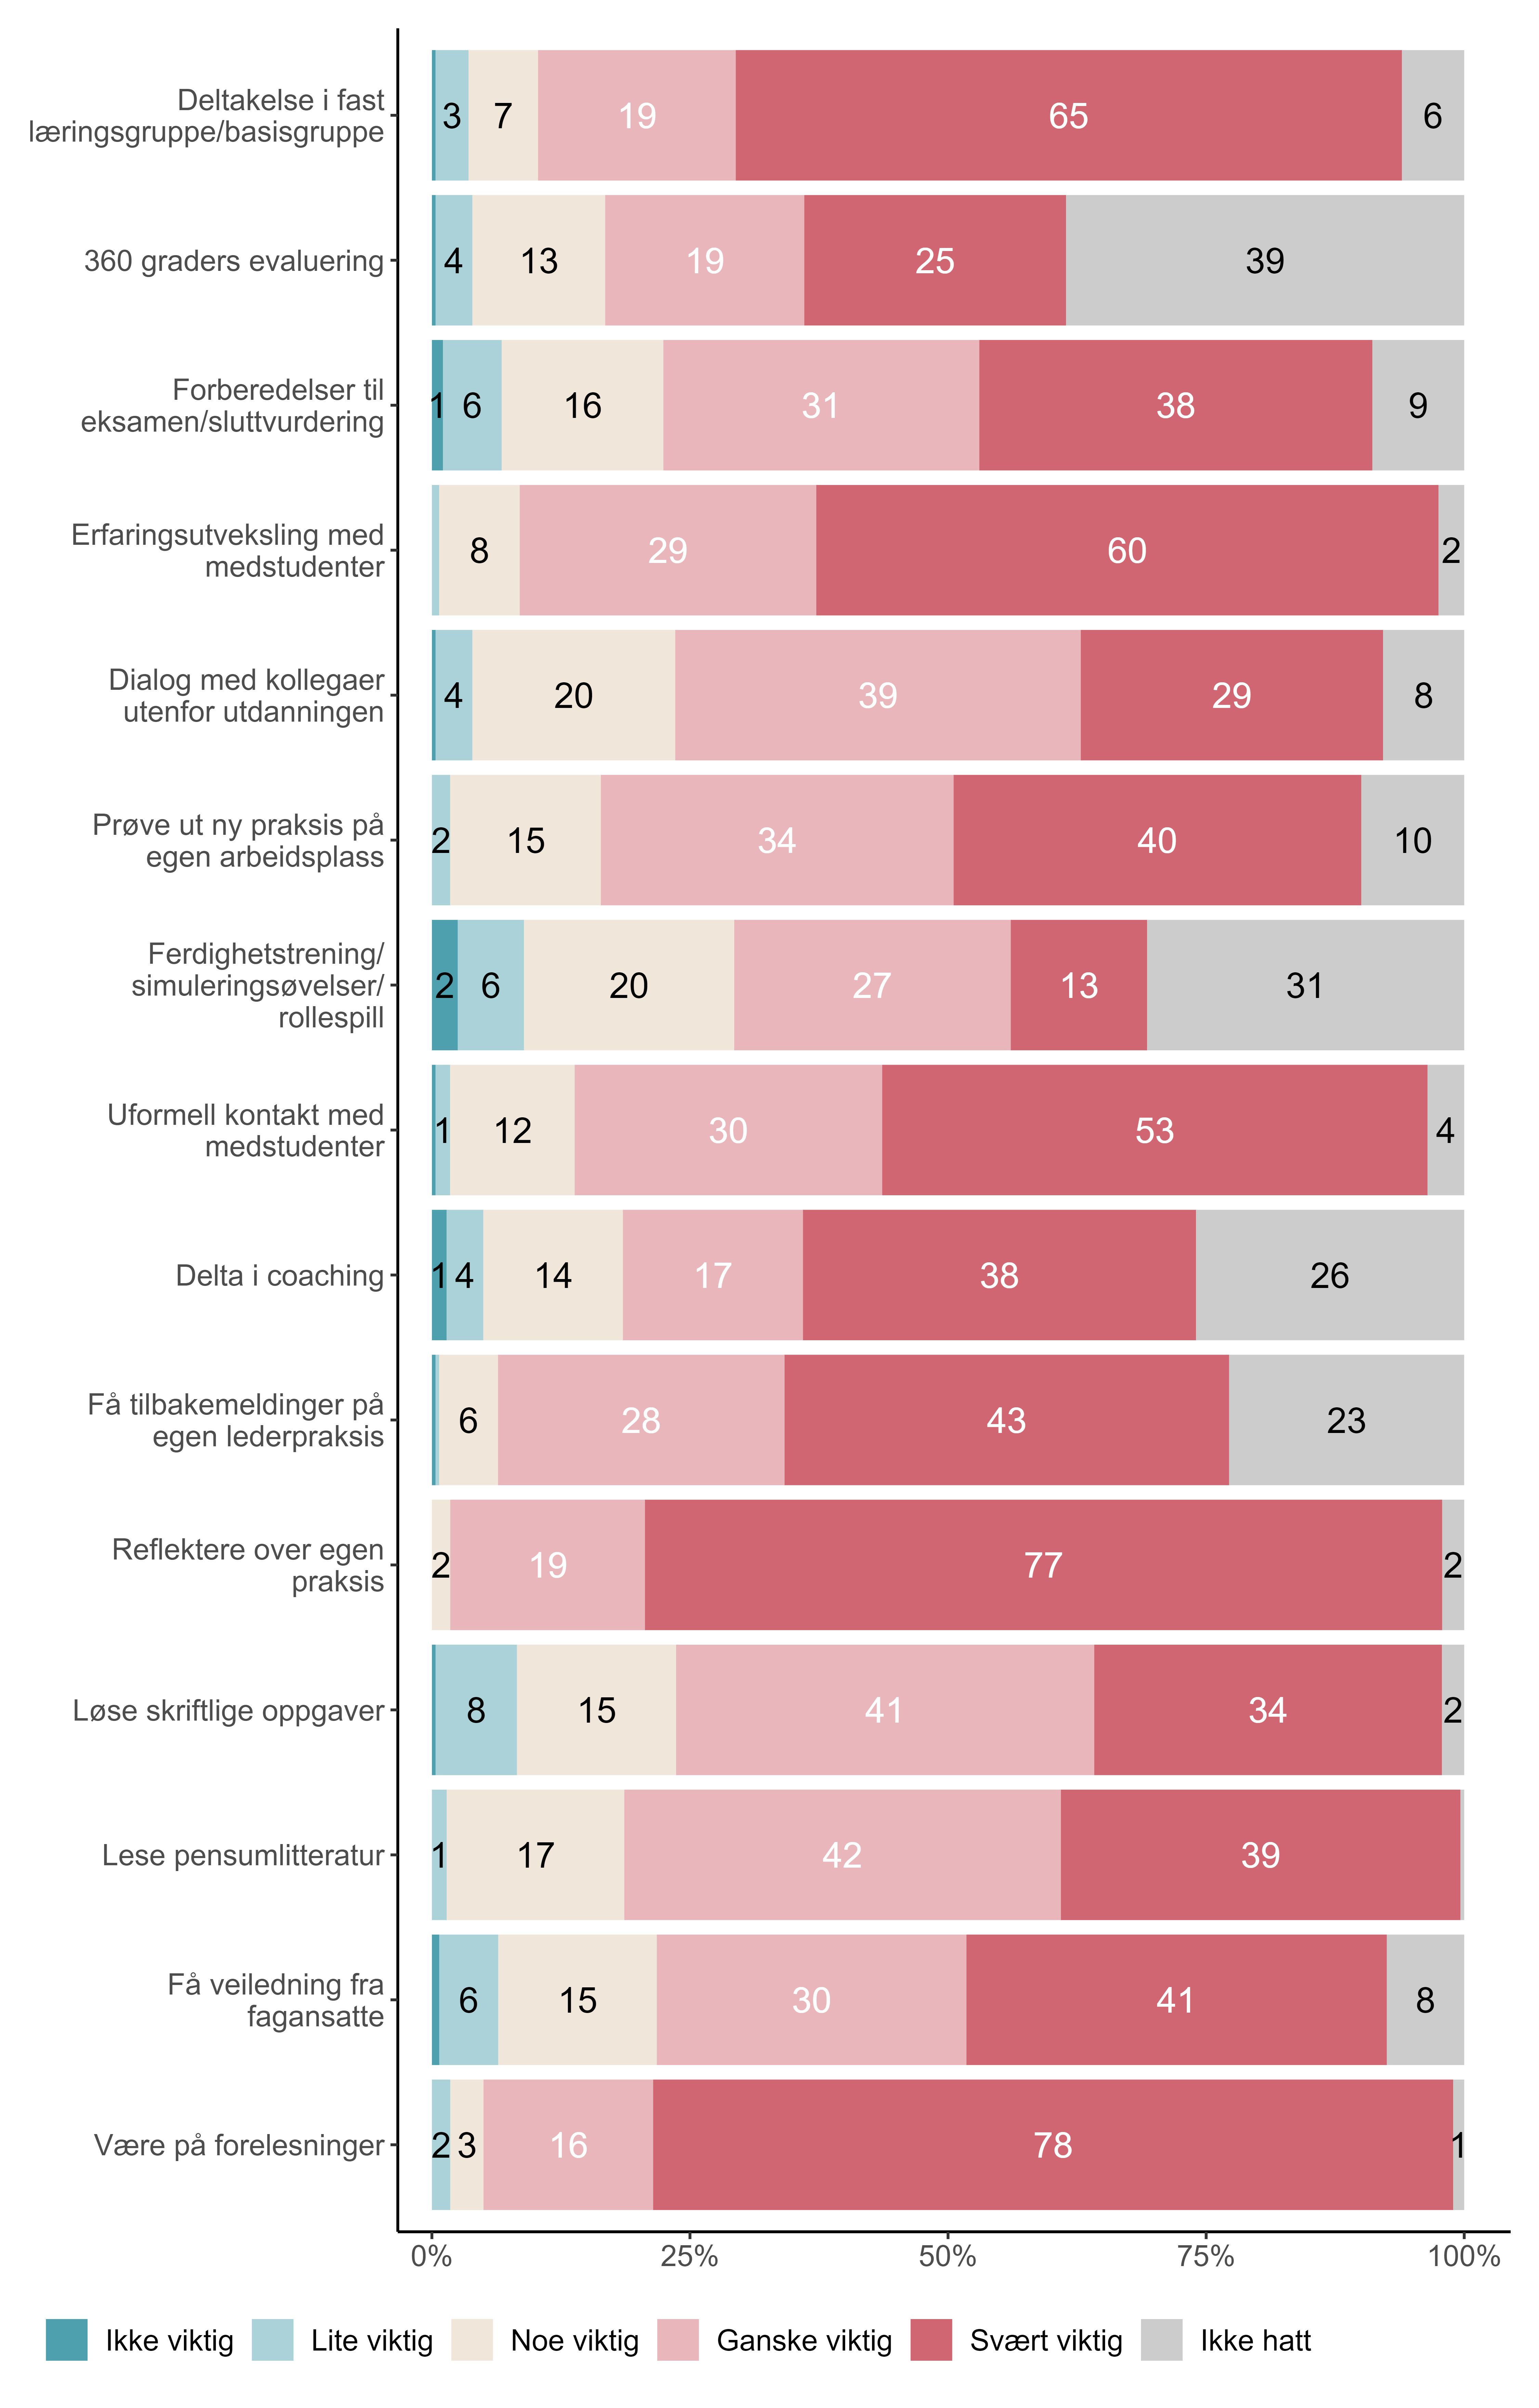 Deltakelse i fast
læringsgruppe/basisgruppe
3 7 19 65 6
360 graders evaluering
4 13 19 25 39
Forberedelser til
eksamen/sluttvurdering
1 6 16 31 38 9
Erfaringsutveksling med
medstudenter
8 29 60 2
Dialog med kollegaer
utenfor utdanningen
4 20 39 29 8
Prøve ut ny praksis på
egen arbeidsplass
2 15 34 40 10
Ferdighetstrening/
simuleringsøvelser/
rollespill
2 6 20 27 13 31
Uformell kontakt med
medstudenter
1 12 30 53 4
Delta i coaching
1 4 14 17 38 26
Få tilbakemeldinger på
egen lederpraksis
6 28 43 23
Reflektere over egen
praksis
2 19 77 2
Løse skriftlige oppgaver
8 15 41 34 2
Lese pensumlitteratur
1 17 42 39
Få veiledning fra
fagansatte
6 15 30 41 8
Være på forelesninger
2 3 16 78 1
0% 25% 50% 75% 100%
Ikke viktig Lite viktig Noe viktig Ganske viktig Svært viktig Ikke hatt